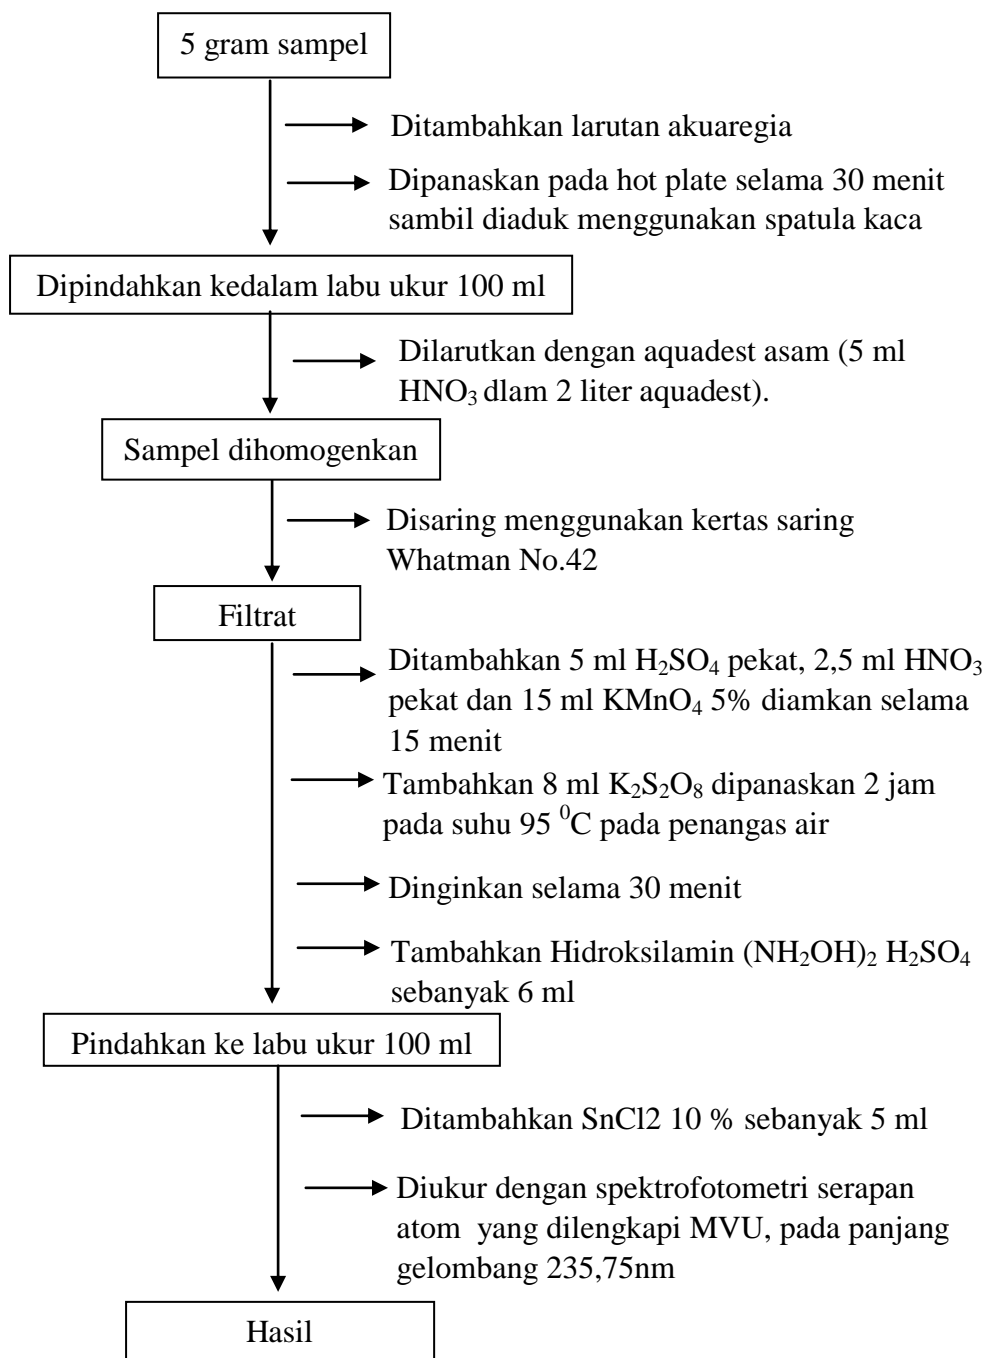 5 gram sampel
Ditambahkan larutan akuaregia
Dipanaskan pada hot plate selama 30 menit
sambil diaduk menggunakan spatula kaca
Dipindahkan kedalam labu ukur 100 ml
Dilarutkan dengan aquadest asam (5 ml
HNO₃ dlam 2 liter aquadest).
Sampel dihomogenkan
Disaring menggunakan kertas saring
Whatman No.42
Filtrat
Ditambahkan 5 ml H₂SO₄ pekat, 2,5 ml HNO₃
pekat dan 15 ml KMnO₄ 5% diamkan selama
15 menit
Tambahkan 8 ml K₂S₂O₈ dipanaskan 2 jam
pada suhu 95 ⁰C pada penangas air
Dinginkan selama 30 menit
Tambahkan Hidroksilamin (NH₂OH)₂ H₂SO₄
sebanyak 6 ml
Pindahkan ke labu ukur 100 ml
Ditambahkan SnCl2 10 % sebanyak 5 ml
Diukur dengan spektrofotometri serapan
atom yang dilengkapi MVU, pada panjang
gelombang 235,75nm
Hasil